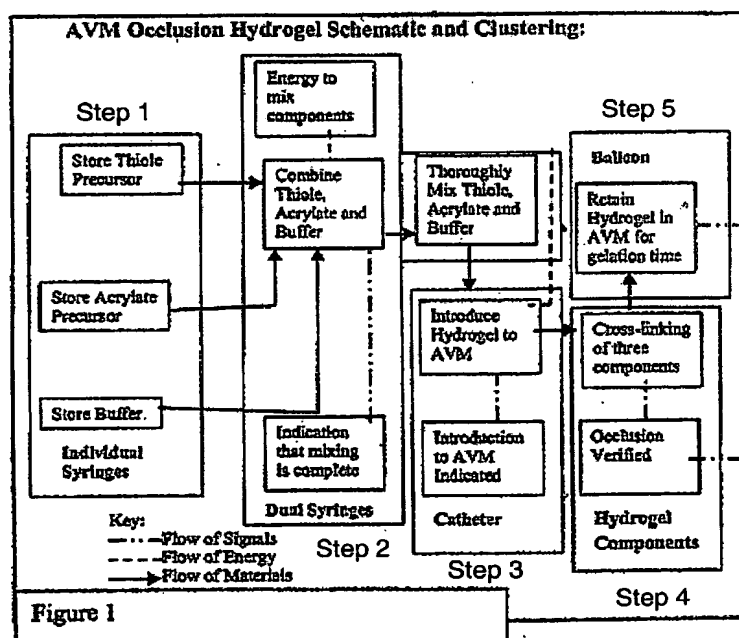 AVM Occlusion Hydrogel Schematic and Clustering:
Step 1
Store Thiole
Precursor
Store Acrylate
Precursor
Store Buffer.
Individual
Syringes
Energy to
mix
components
Combine
Thiole,
Acrylate and
Buffer
Indication
that mixing
is complete
Dual Syringes
Step 2
Thoroughly
Mix Thiole,
Acrylate and
Buffer
Introduce
Hydrogel to
AVM
Introduction
to AVM
Indicated
Catheter
Step 3
Step 5
Balloon
Retain
Hydrogel in
AVM for
gelation time
Cross-linking
of three
components
Occlusion
Verified
Hydrogel
Components
Step 4
Key:
Flow of Signals
Flow of Energy
Flow of Materials
Figure 1